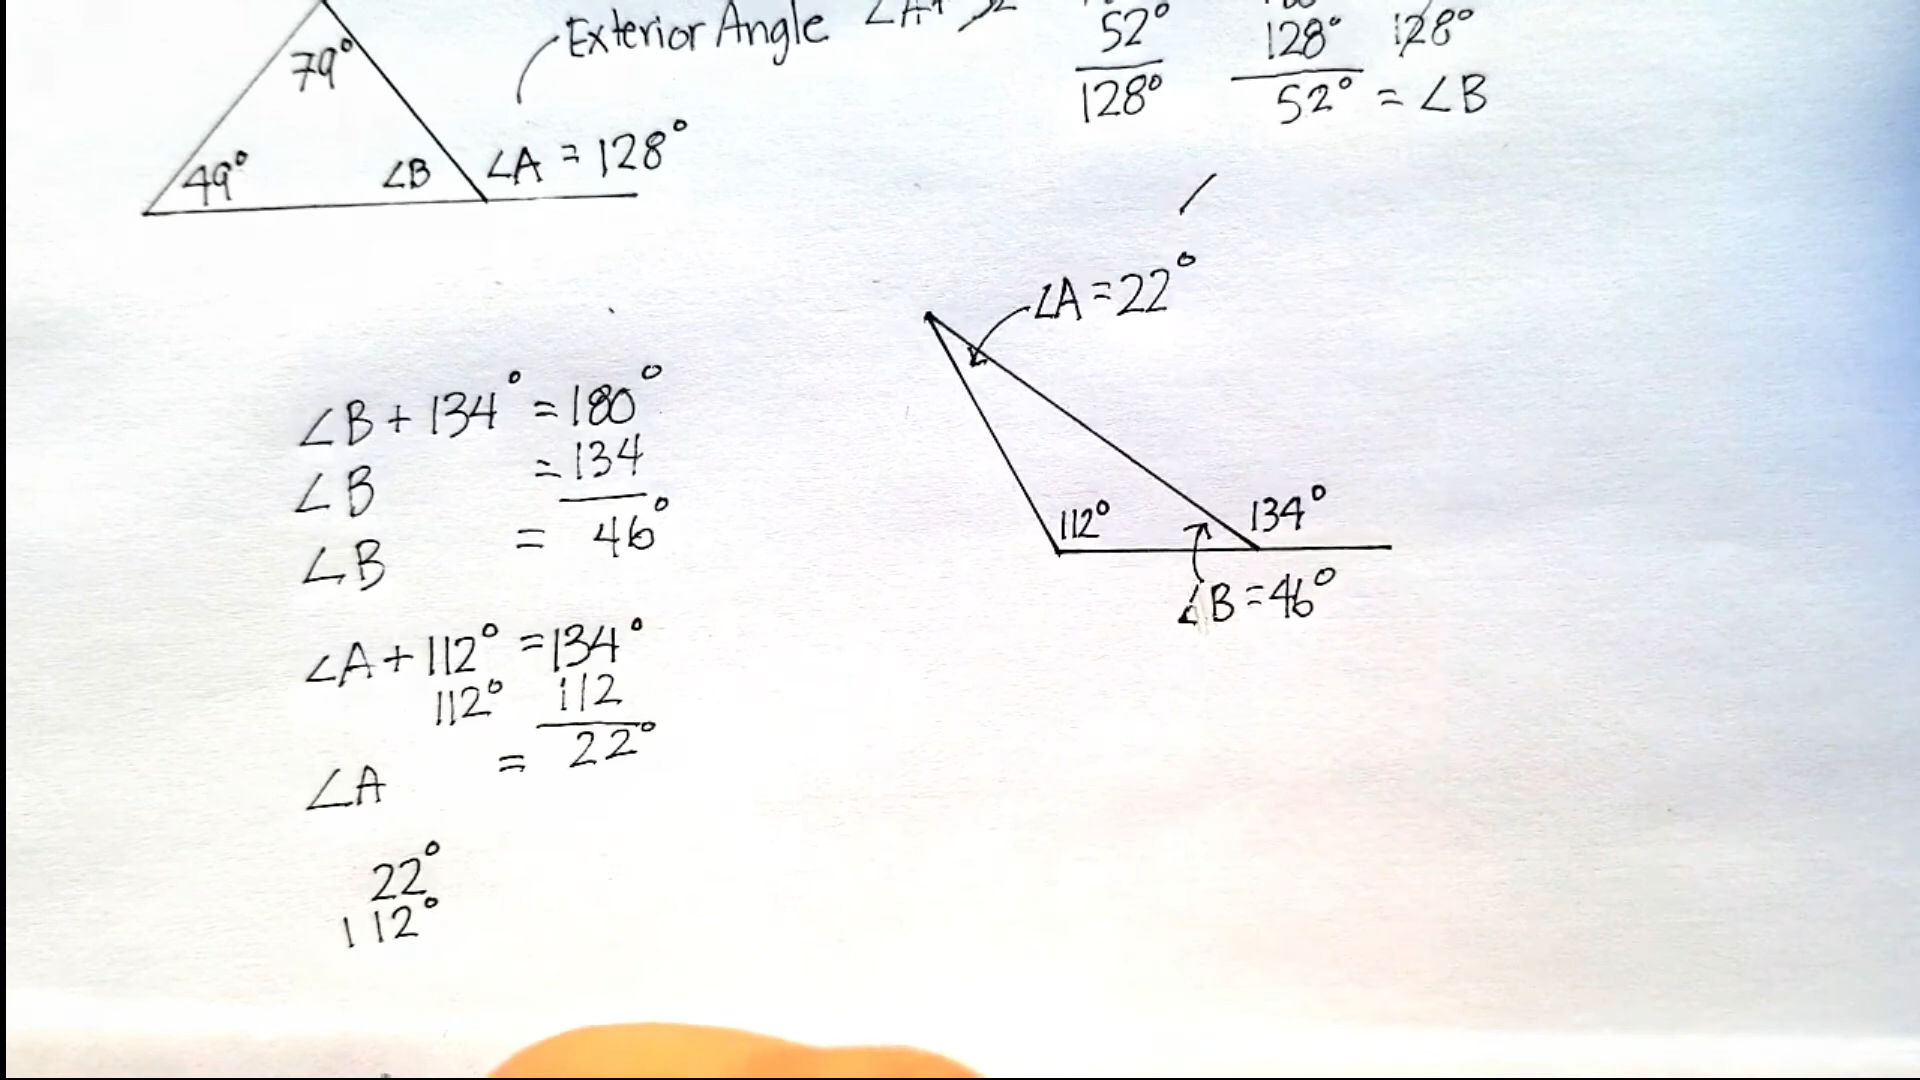 79°
Exterior Angle
49° ∠B ∠A = 128°
52° 128° 128°
128° 52° = ∠B
∠A = 22°
112° 134°
∠B = 46°
∠B + 134° = 180°
∠B = 134
∠B = 46°
∠A + 112° = 134°
112° 112
∠A = 22°
22°
112°